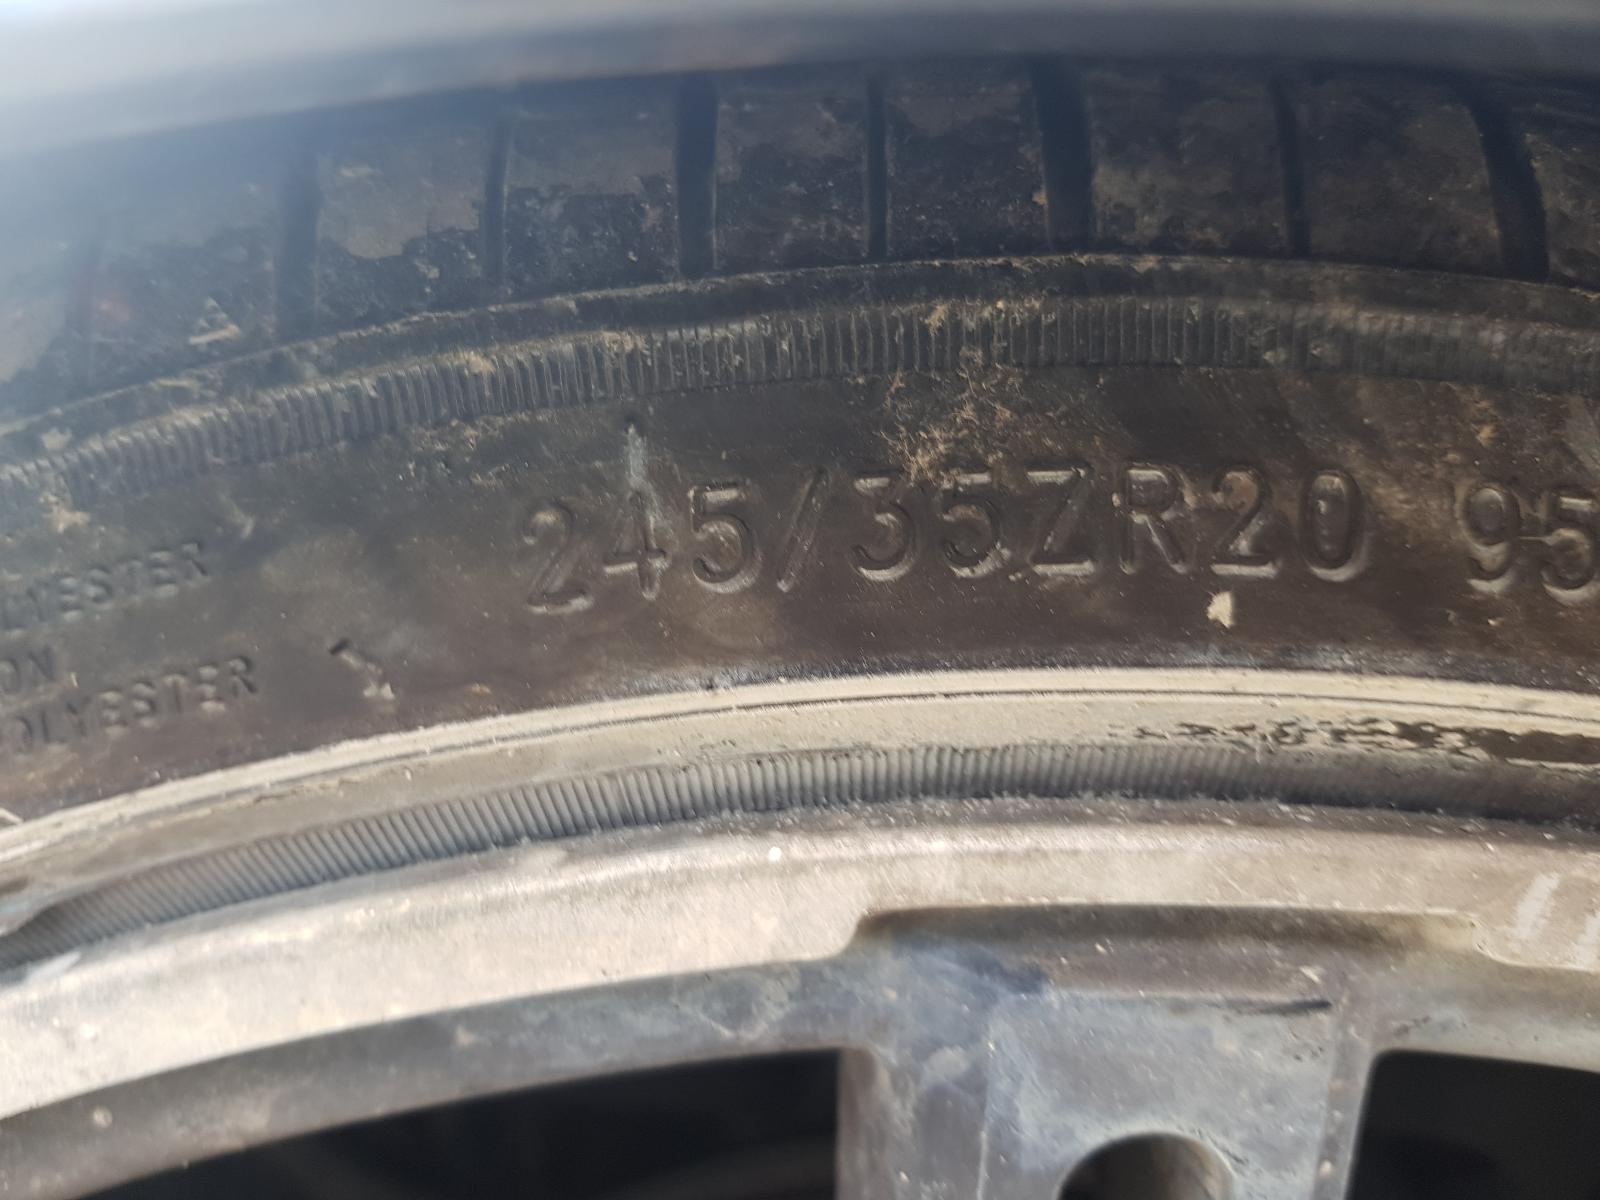 245/35ZR20 95
LYESTER
ON
OLYESTER